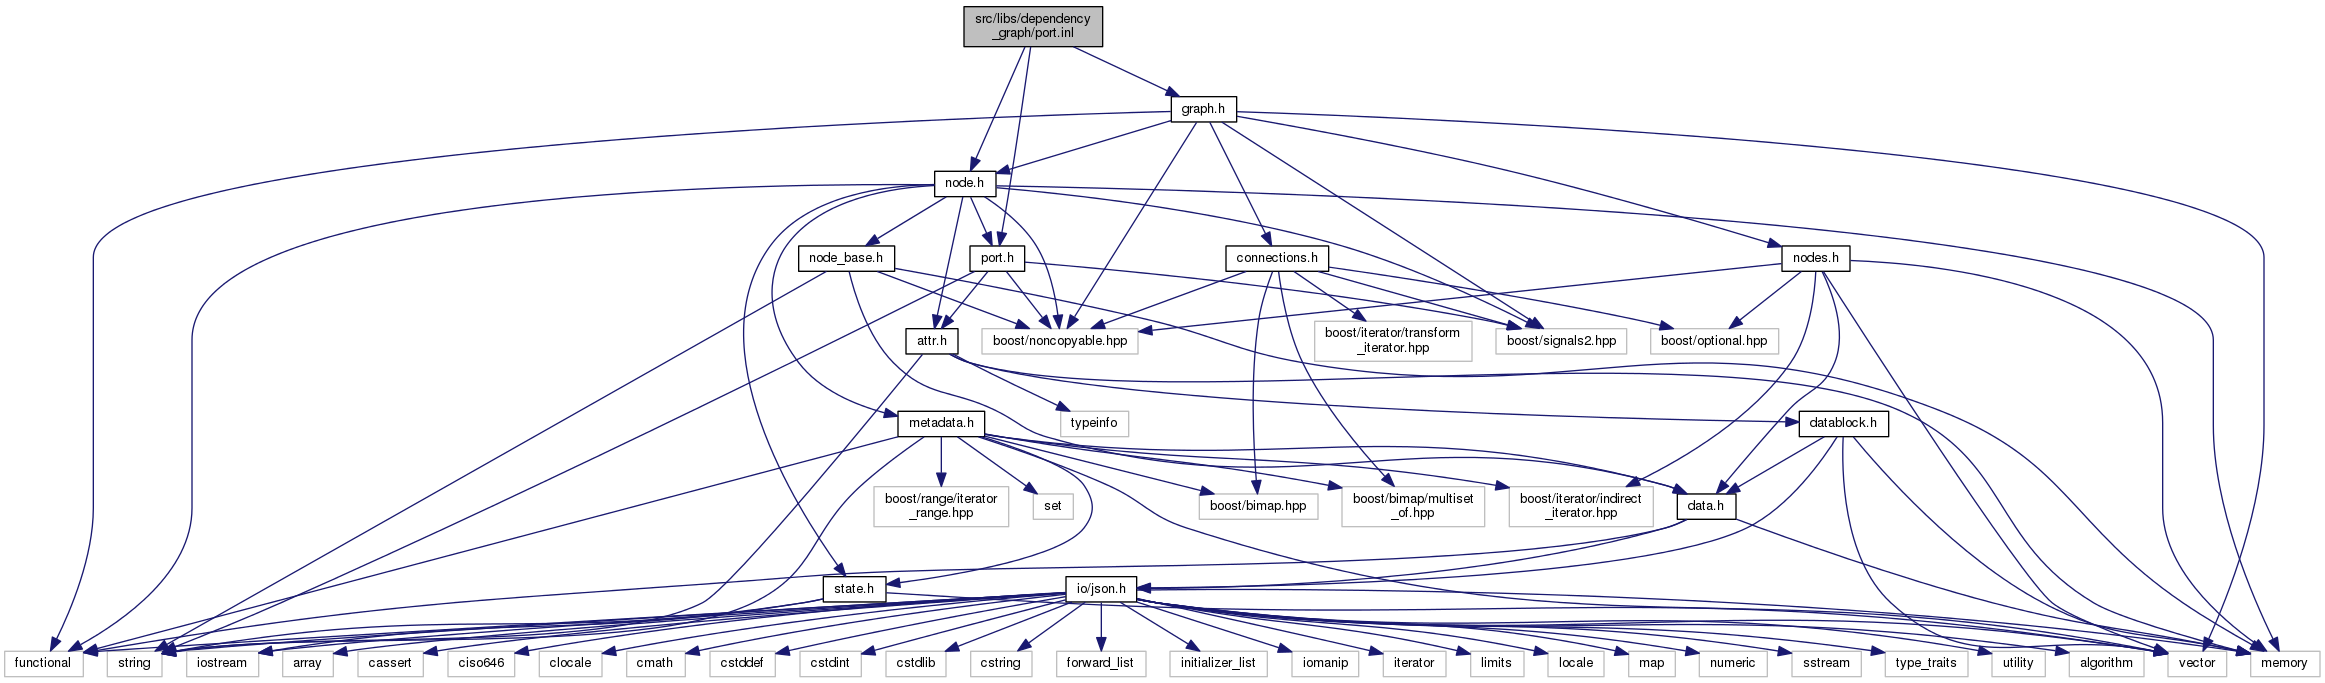 src/libs/dependency
_graph/port.inl
graph.h
node.h
node_base.h
port.h
connections.h
nodes.h
attr.h
boost/noncopyable.hpp
boost/iterator/transform
_iterator.hpp
boost/signals2.hpp
boost/optional.hpp
metadata.h
typeinfo
datablock.h
boost/range/iterator
_range.hpp
set
boost/bimap.hpp
boost/bimap/multiset
_of.hpp
boost/iterator/indirect
_iterator.hpp
data.h
state.h
io/json.h
functional
string
iostream
array
cassert
ciso646
clocale
cmath
cstddef
cstdint
cstdlib
cstring
forward_list
initializer_list
iomanip
iterator
limits
locale
map
numeric
sstream
type_traits
utility
algorithm
vector
memory